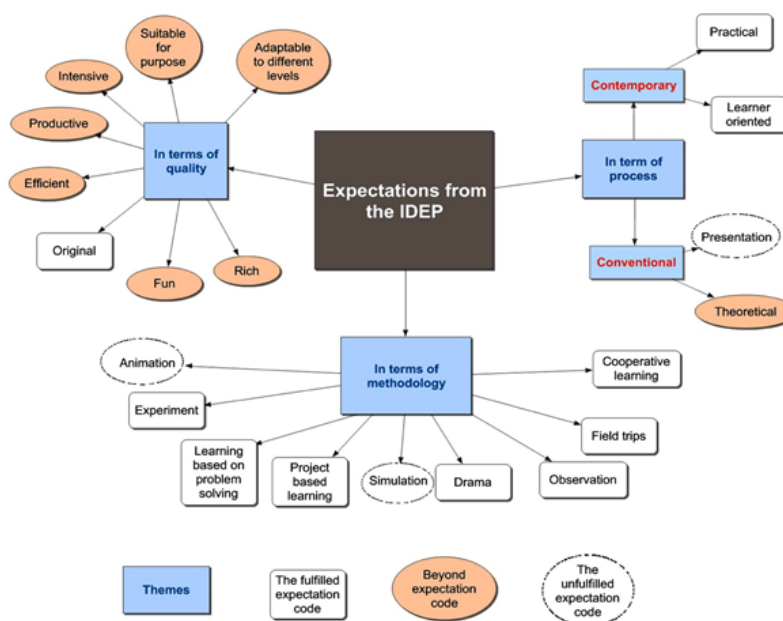 Suitable
for
purpose
Adaptable
to different
levels
Intensive
Productive
Efficient
Original
Fun
Rich
In terms of
quality
Expectations from
the IDEP
Practical
Contemporary
Learner
oriented
In term of
process
Presentation
Conventional
Theoretical
In terms of
methodology
Animation
Experiment
Learning
based on
problem
solving
Project
based
learning
Simulation
Drama
Observation
Field trips
Cooperative
learning
Themes
The fulfilled
expectation
code
Beyond
expectation
code
The
unfulfilled
expectation
code